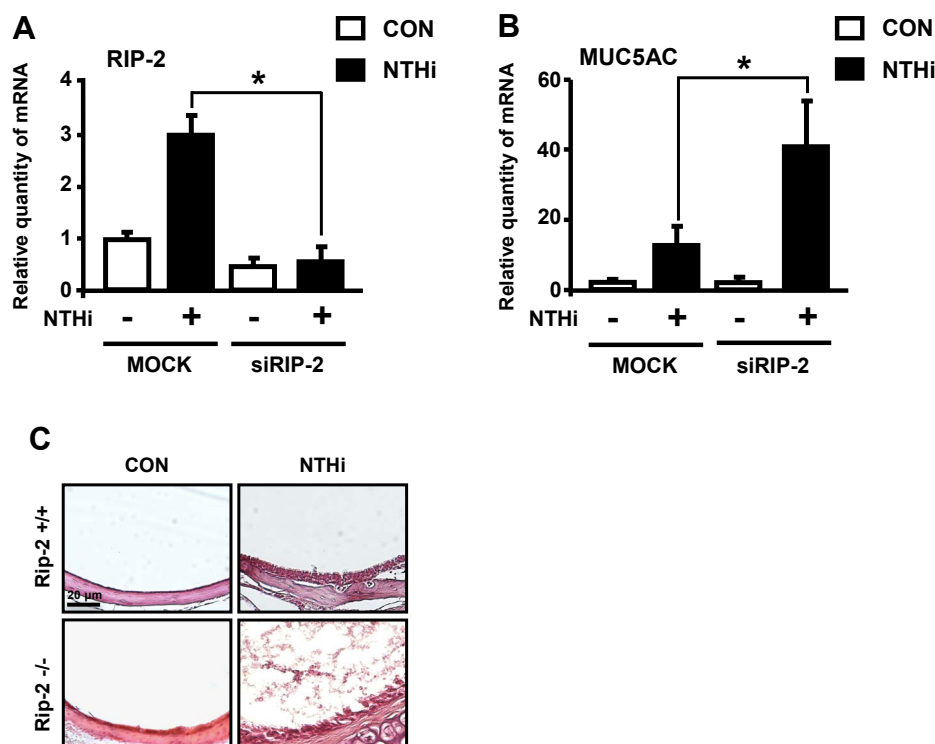 A
CON
NTHi
RIP-2
*
Relative quantity of mRNA
4
3
2
1
0
NTHi - + - +
MOCK siRIP-2
B
CON
NTHi
MUC5AC
*
Relative quantity of mRNA
60
40
20
0
NTHi - + - +
MOCK siRIP-2
C
CON NTHi
Rip-2 +/+
20 μm
Rip-2 -/-